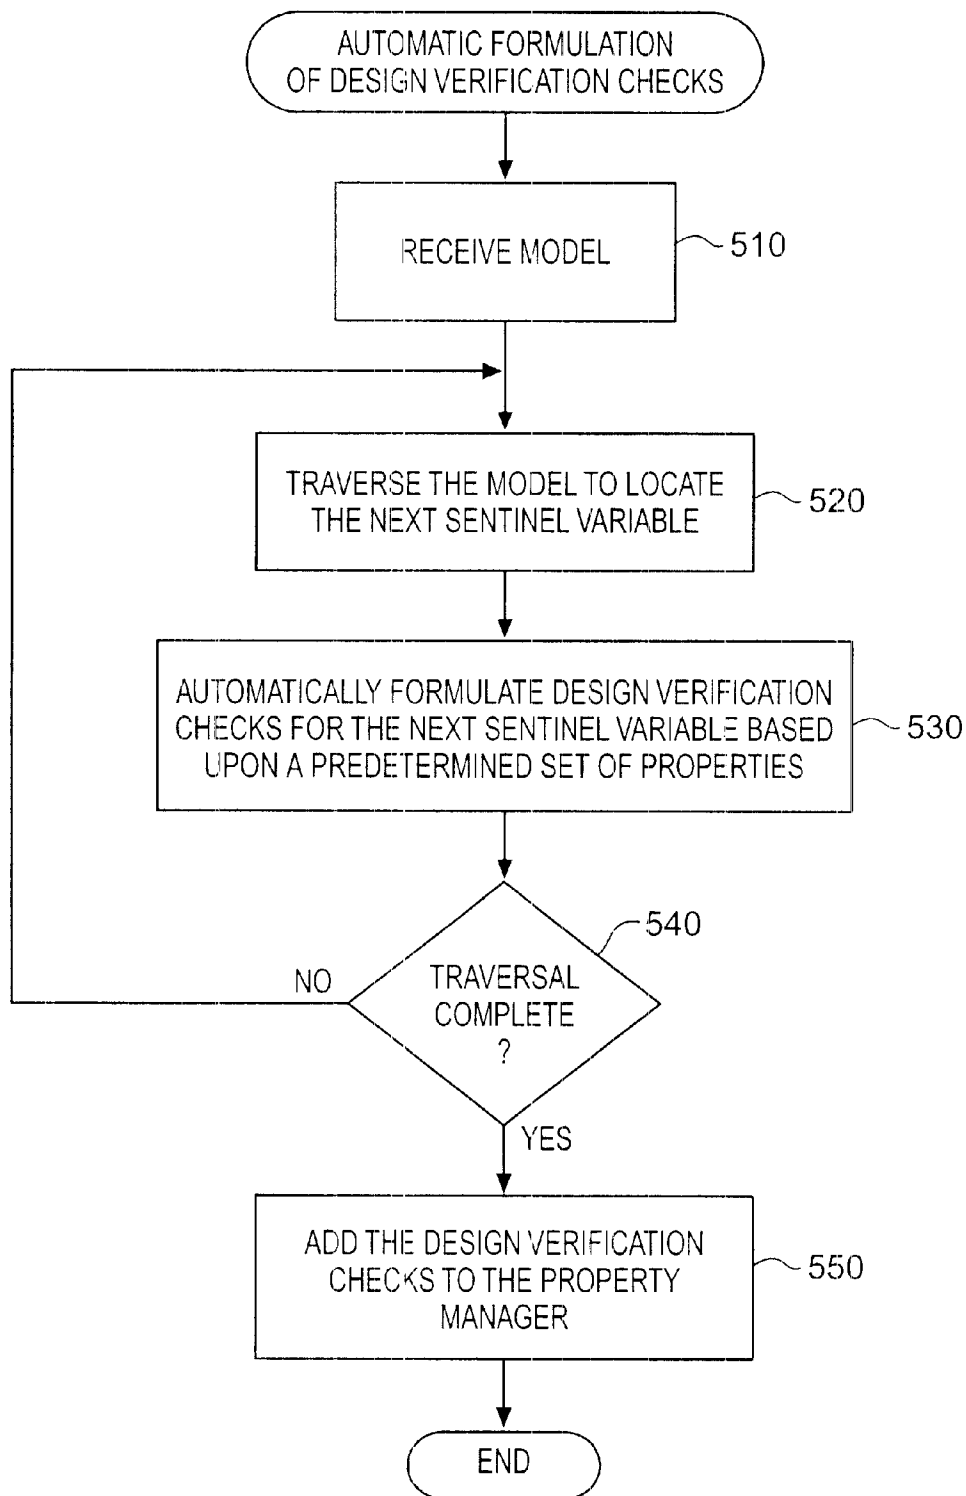 AUTOMATIC FORMULATION
OF DESIGN VERIFICATION CHECKS
RECEIVE MODEL
510
TRAVERSE THE MODEL TO LOCATE
THE NEXT SENTINEL VARIABLE
520
AUTOMATICALLY FORMULATE DESIGN VERIFICATION
CHECKS FOR THE NEXT SENTINEL VARIABLE BASED
UPON A PREDETERMINED SET OF PROPERTIES
530
540
NO
TRAVERSAL
COMPLETE
?
YES
ADD THE DESIGN VERIFICATION
CHECKS TO THE PROPERTY
MANAGER
550
END